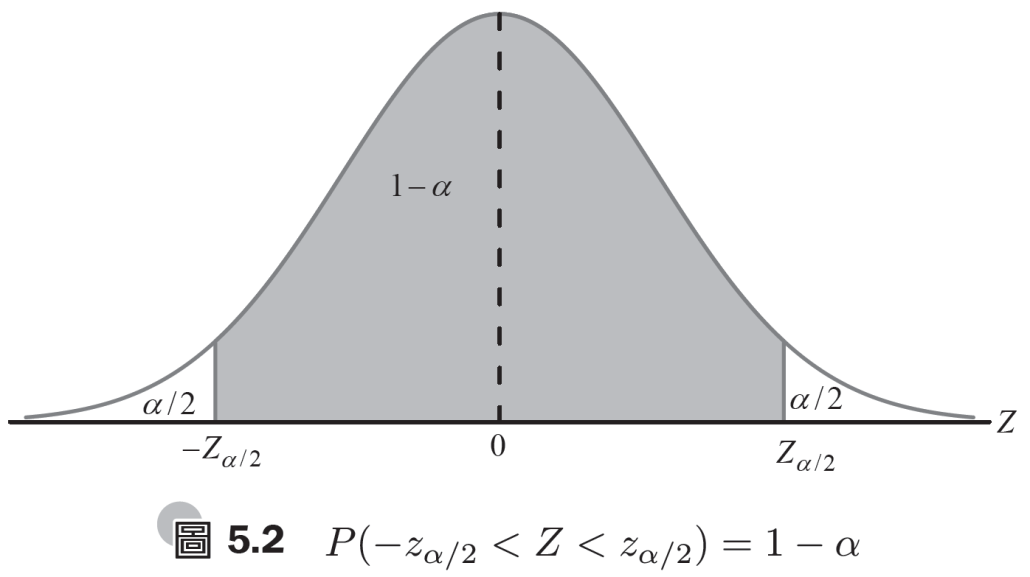 1−α
α/2
α/2
Z
−Z_{α/2}
0
Z_{α/2}
圖 5.2 P(−z_{α/2} < Z < z_{α/2}) = 1 − α